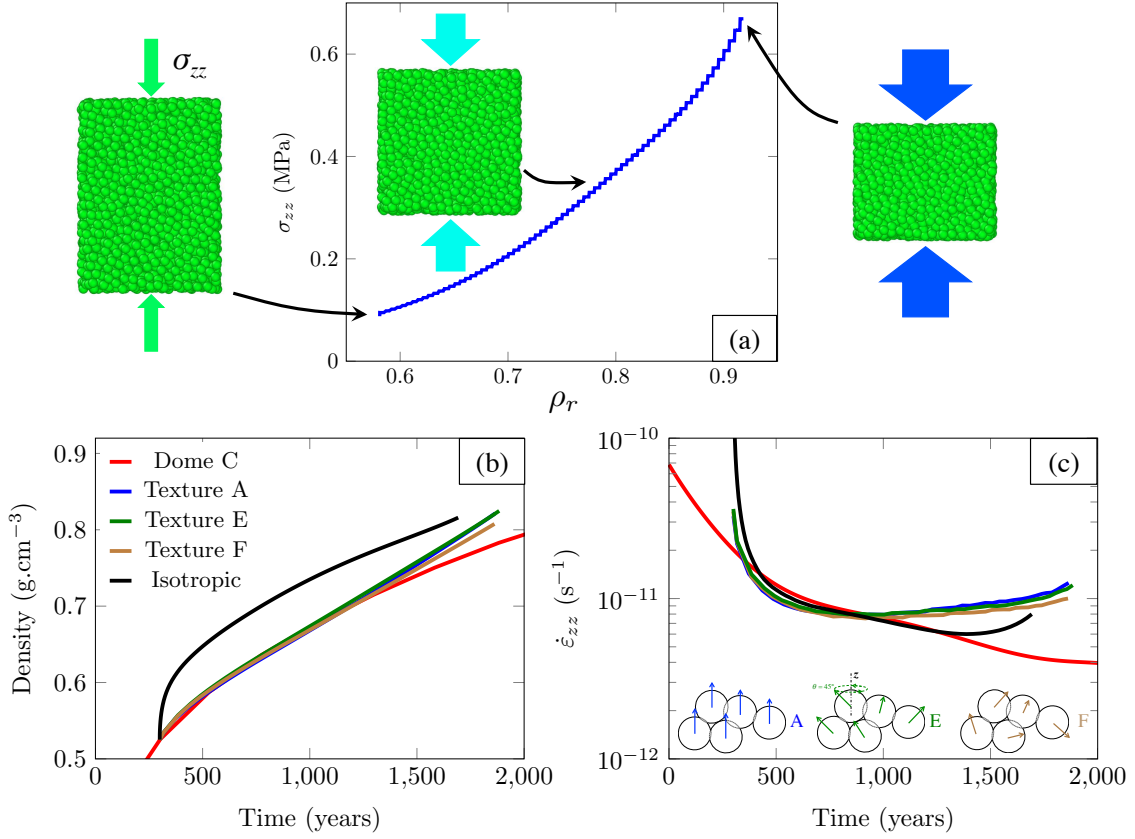 σzz
σzz (MPa)
0.6
0.4
0.2
0
0.6 0.7 0.8 0.9
ρr
(a)
Density (g.cm−3)
0.9
0.8
0.7
0.6
0.5
0 500 1,000 1,500 2,000
Time (years)
(b)
Dome C
Texture A
Texture E
Texture F
Isotropic
ε̇zz (s−1)
10−10
10−11
10−12
0 500 1,000 1,500 2,000
Time (years)
(c)
A
θ=45°
z
E
F